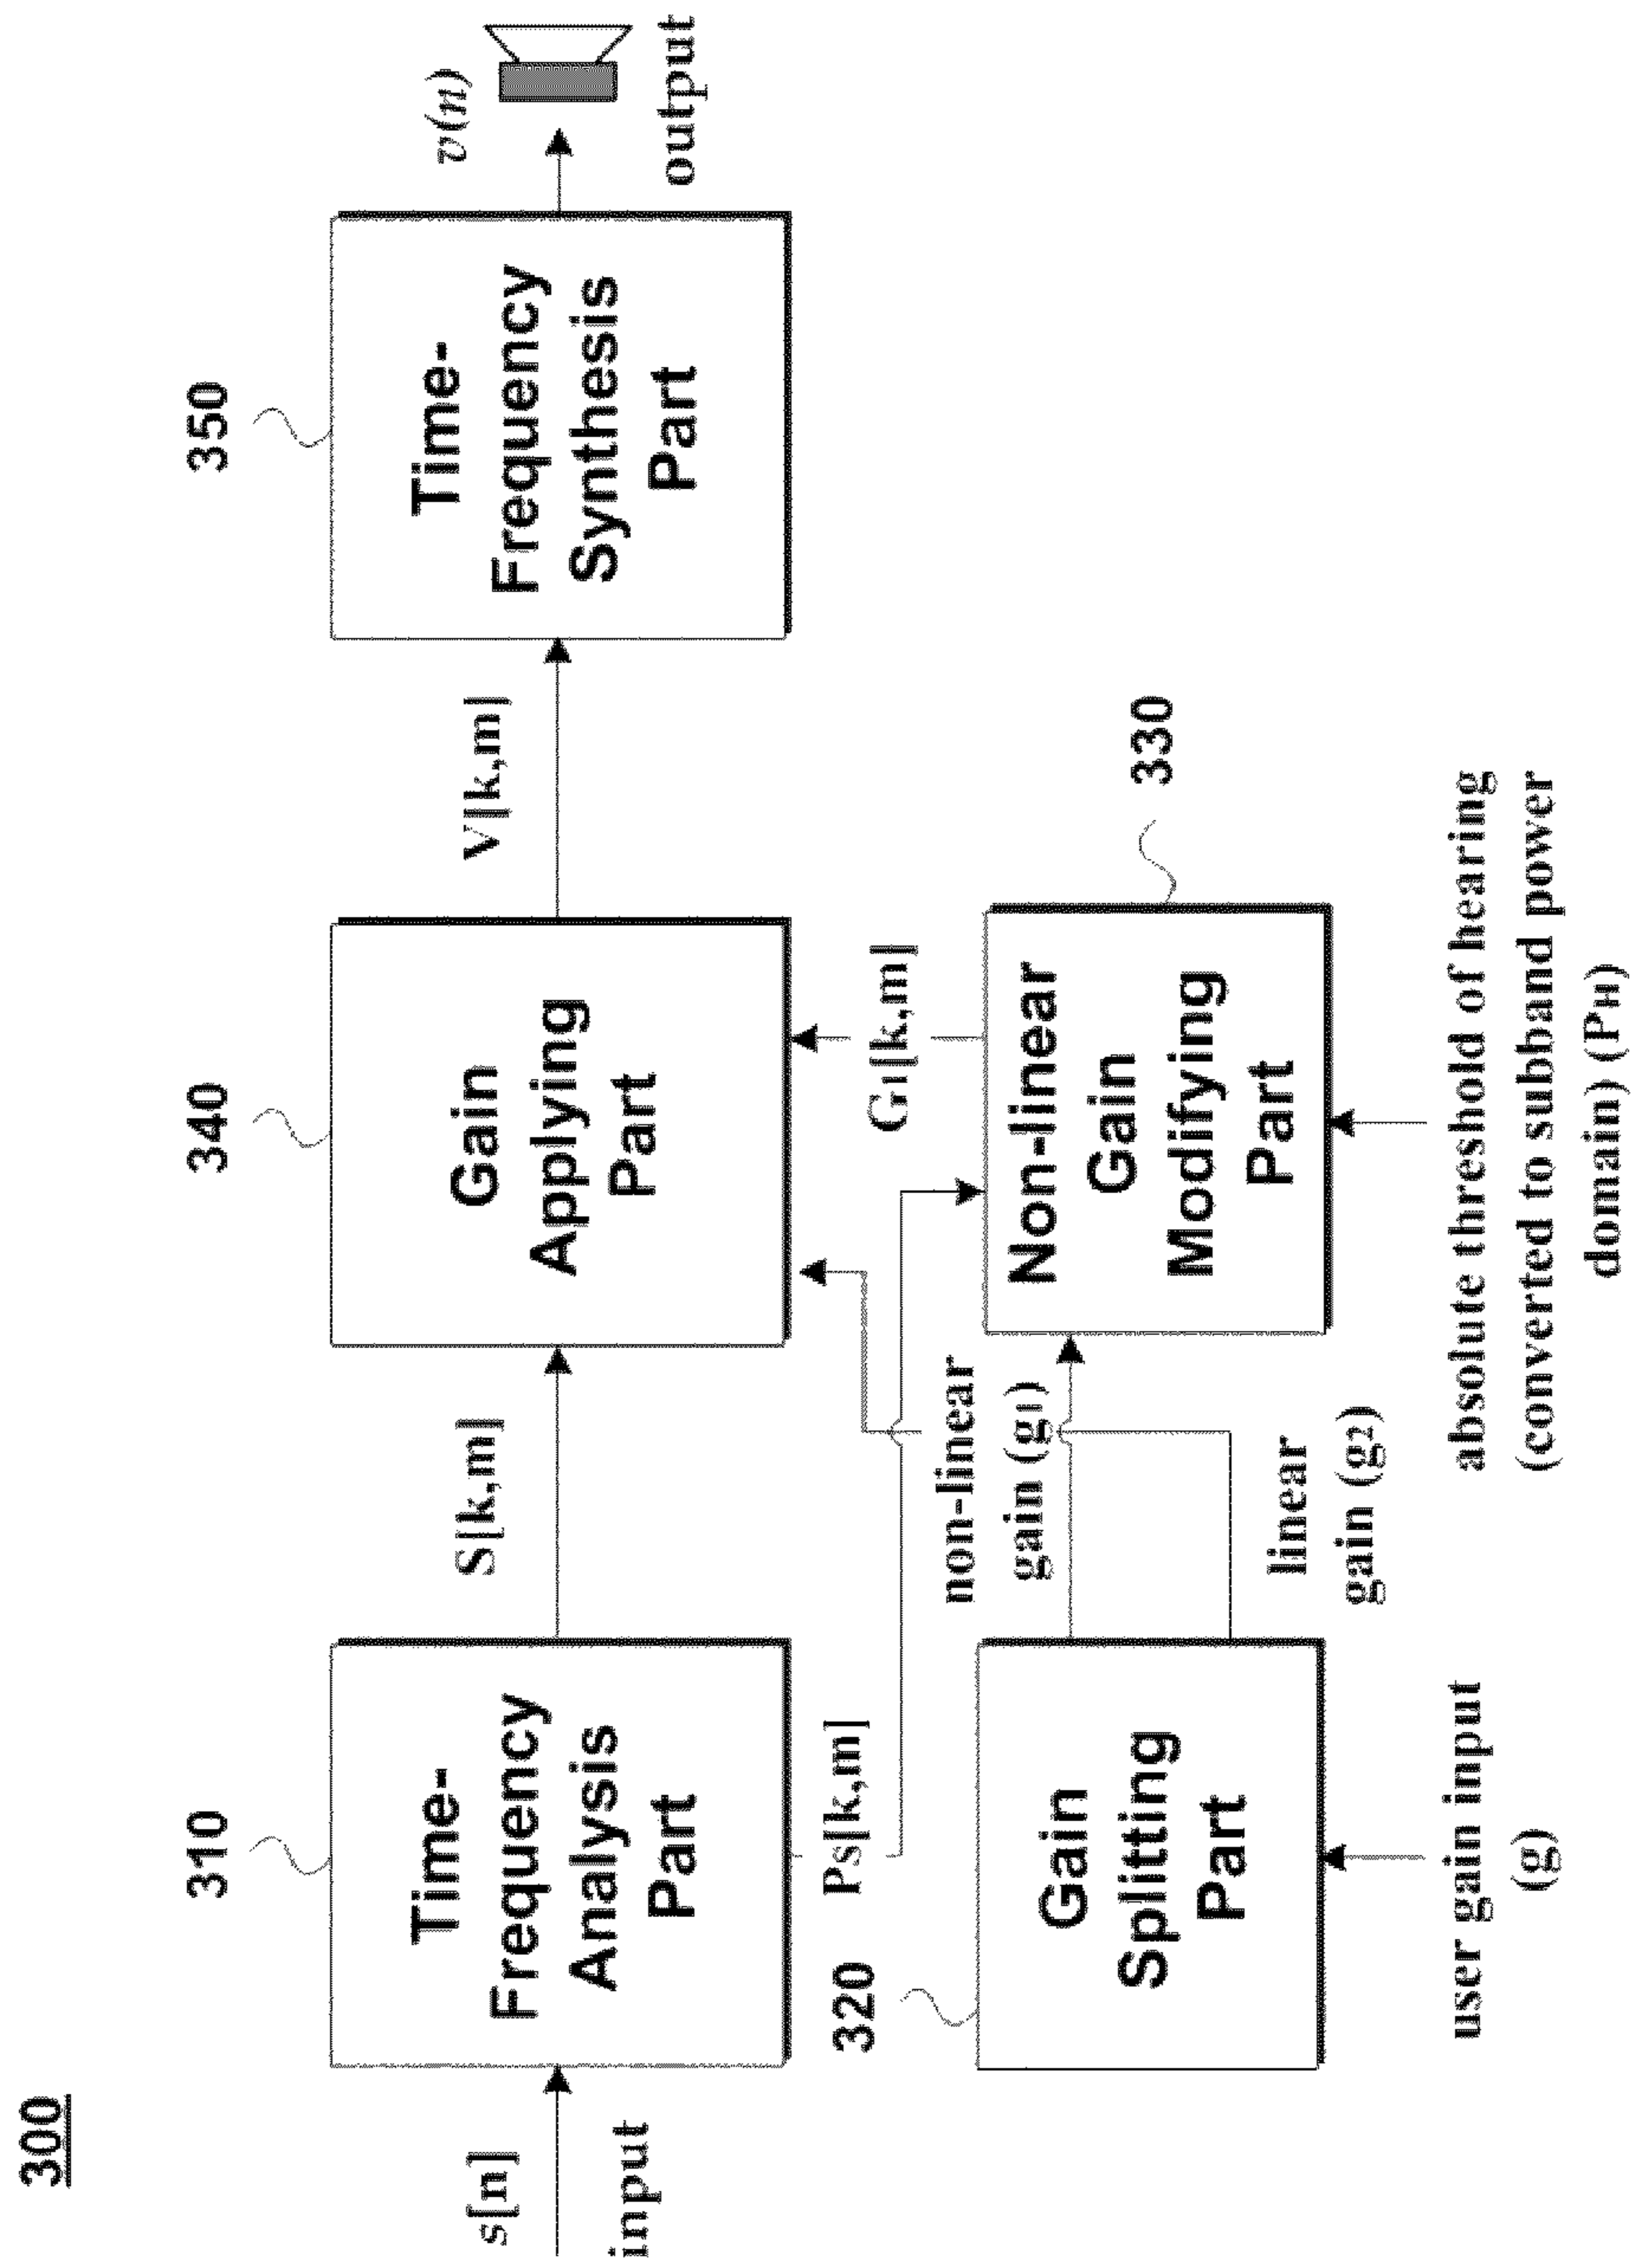 300
s[n]
input
310
Time-
Frequency
Analysis
Part
S[k,m]
340
Gain
Applying
Part
V[k,m]
350
Time-
Frequency
Synthesis
Part
v(n)
output
PS[k,m]
320
Gain
Splitting
Part
user gain input
(g)
non-linear
gain (g1)
linear
gain (g2)
G1[k,m]
330
Non-linear
Gain
Modifying
Part
absolute threshold of hearing
(converted to subband power
domain) (PH)